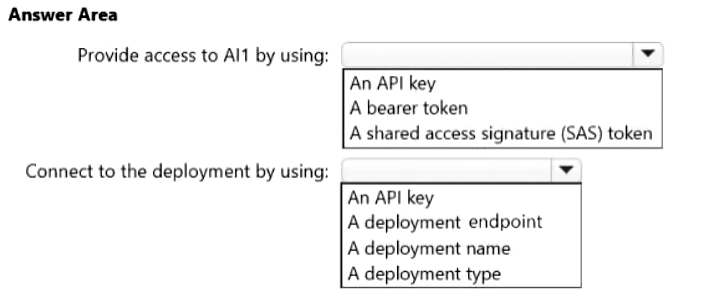 Answer Area
Provide access to AI1 by using:
An API key
A bearer token
A shared access signature (SAS) token
Connect to the deployment by using:
An API key
A deployment endpoint
A deployment name
A deployment type